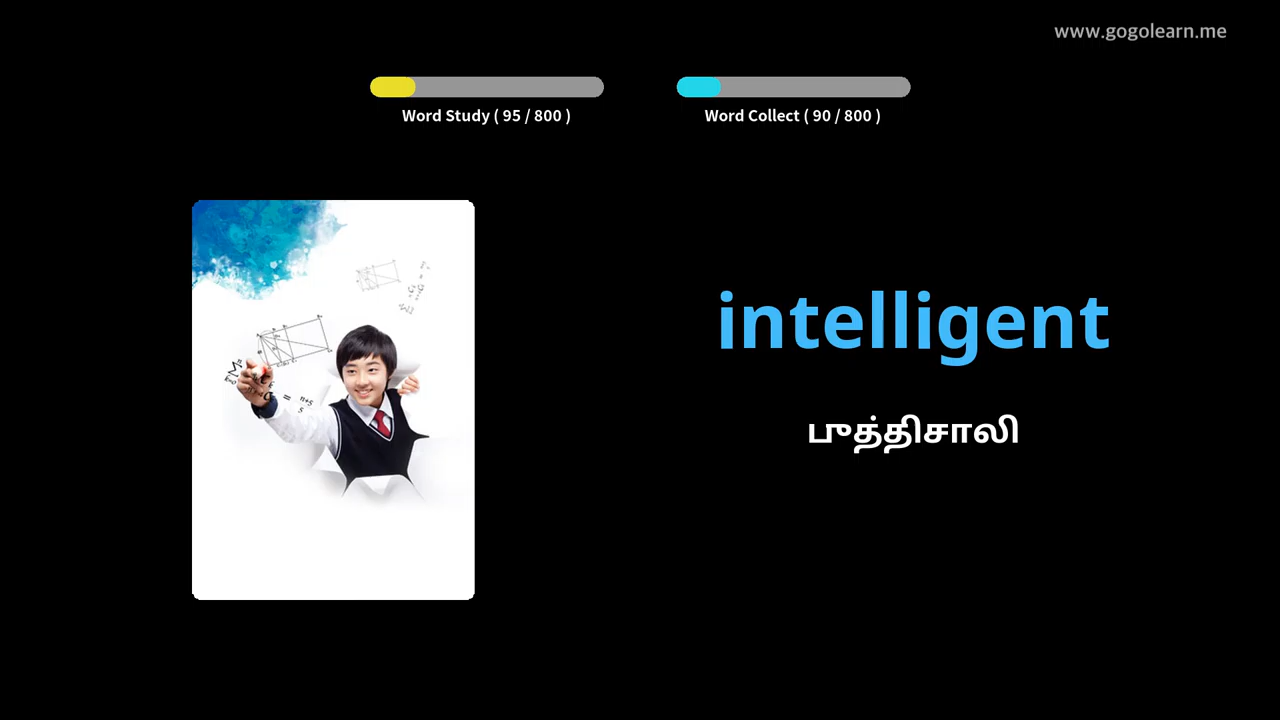 www.gogolearn.me
Word Study ( 95 / 800 )
Word Collect ( 90 / 800 )
intelligent
புத்திசாலி